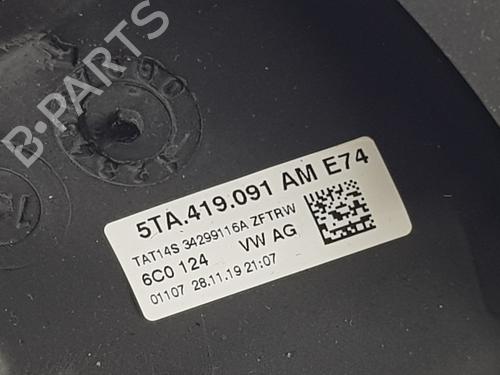 B·PARTS
5TA.419.091 AM E74
TAT14S 34299116A ZFTRW
6C0 124 VW AG
01107 28.11.19 21:07